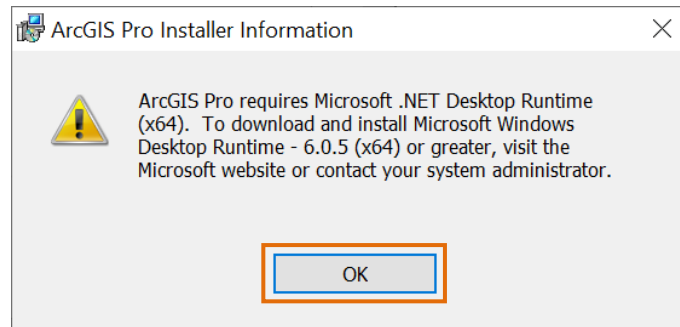 ArcGIS Pro Installer Information
ArcGIS Pro requires Microsoft .NET Desktop Runtime
(x64).  To download and install Microsoft Windows
Desktop Runtime - 6.0.5 (x64) or greater, visit the
Microsoft website or contact your system administrator.
OK